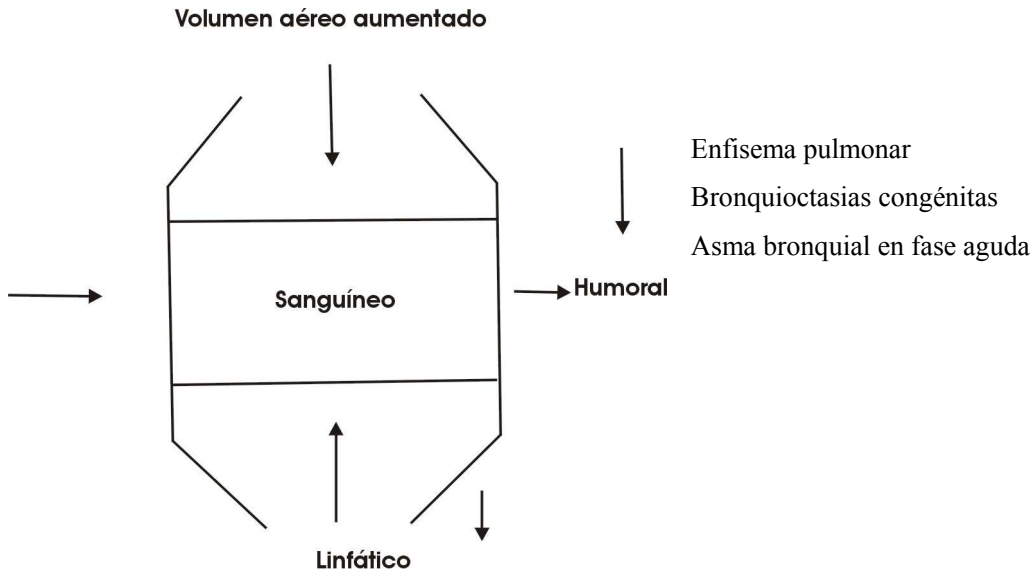 Volumen aéreo aumentado
Enfisema pulmonar
Bronquioctasias congénitas
Asma bronquial en fase aguda
Sanguíneo
Humoral
Linfático